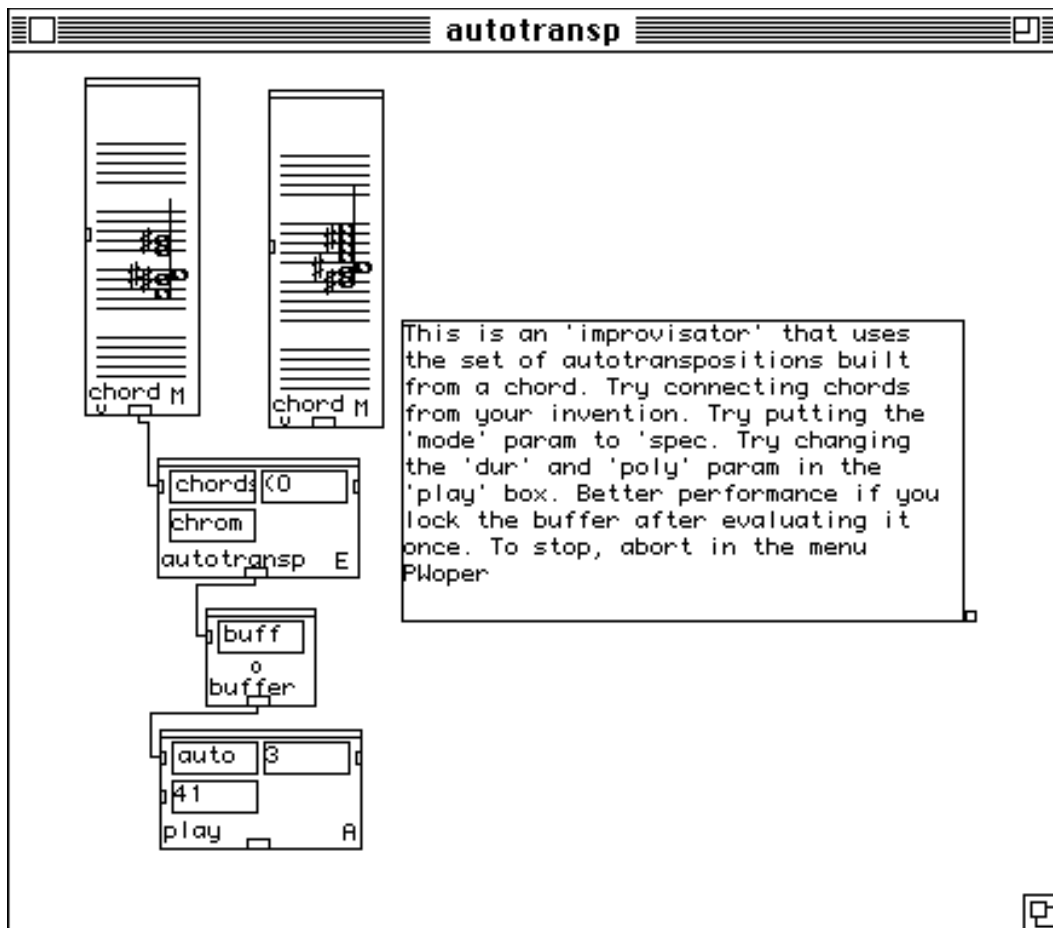 autotransp
chord M
v
chord M
v
This is an 'improvisator' that uses
the set of autotranspositions built
from a chord. Try connecting chords
from your invention. Try putting the
'mode' param to 'spec. Try changing
the 'dur' and 'poly' param in the
'play' box. Better performance if you
lock the buffer after evaluating it
once. To stop, abort in the menu
PWoper
chords (0
chrom
autotransp E
buff
o
buffer
auto 3
41
play A